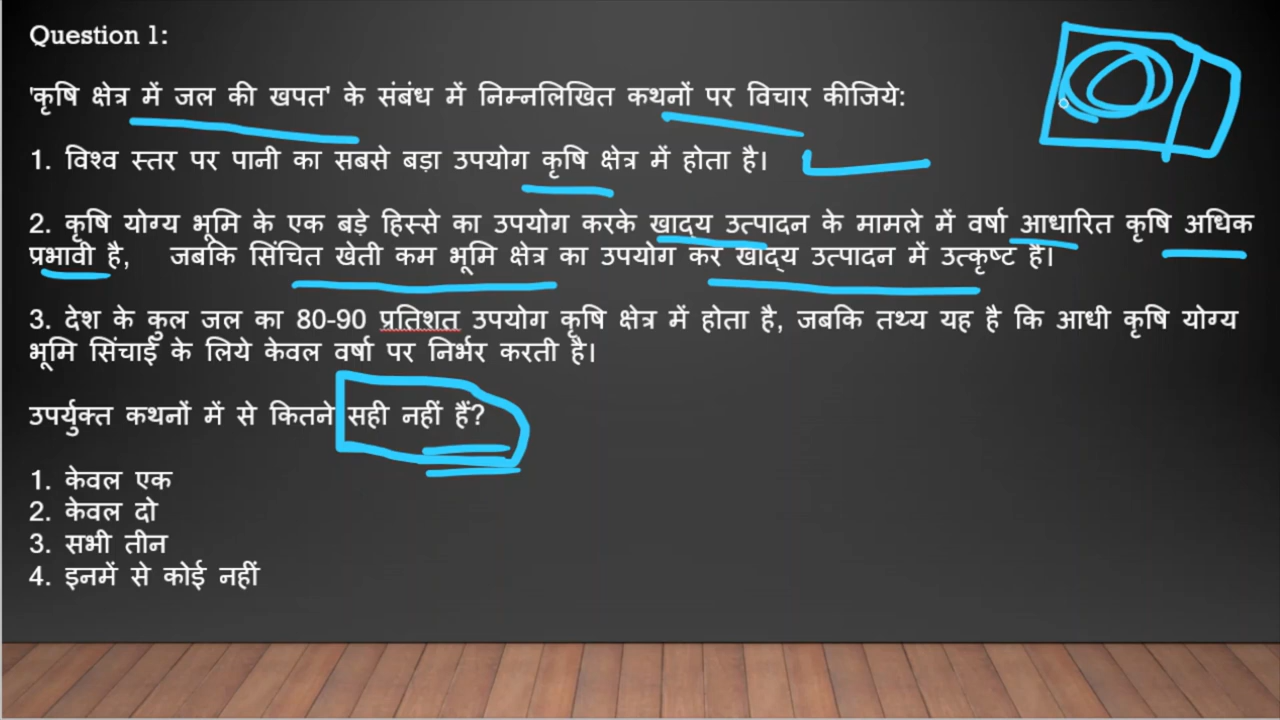 Question 1:
'कृषि क्षेत्र में जल की खपत' के संबंध में निम्नलिखित कथनों पर विचार कीजिये:
1. विश्व स्तर पर पानी का सबसे बड़ा उपयोग कृषि क्षेत्र में होता है।
2. कृषि योग्य भूमि के एक बड़े हिस्से का उपयोग करके खाद्य उत्पादन के मामले में वर्षा आधारित कृषि अधिक
प्रभावी है, जबकि सिंचित खेती कम भूमि क्षेत्र का उपयोग कर खाद्य उत्पादन में उत्कृष्ट है।
3. देश के कुल जल का 80-90 प्रतिशत उपयोग कृषि क्षेत्र में होता है, जबकि तथ्य यह है कि आधी कृषि योग्य
भूमि सिंचाई के लिये केवल वर्षा पर निर्भर करती है।
उपर्युक्त कथनों में से कितने सही नहीं हैं?
1. केवल एक
2. केवल दो
3. सभी तीन
4. इनमें से कोई नहीं